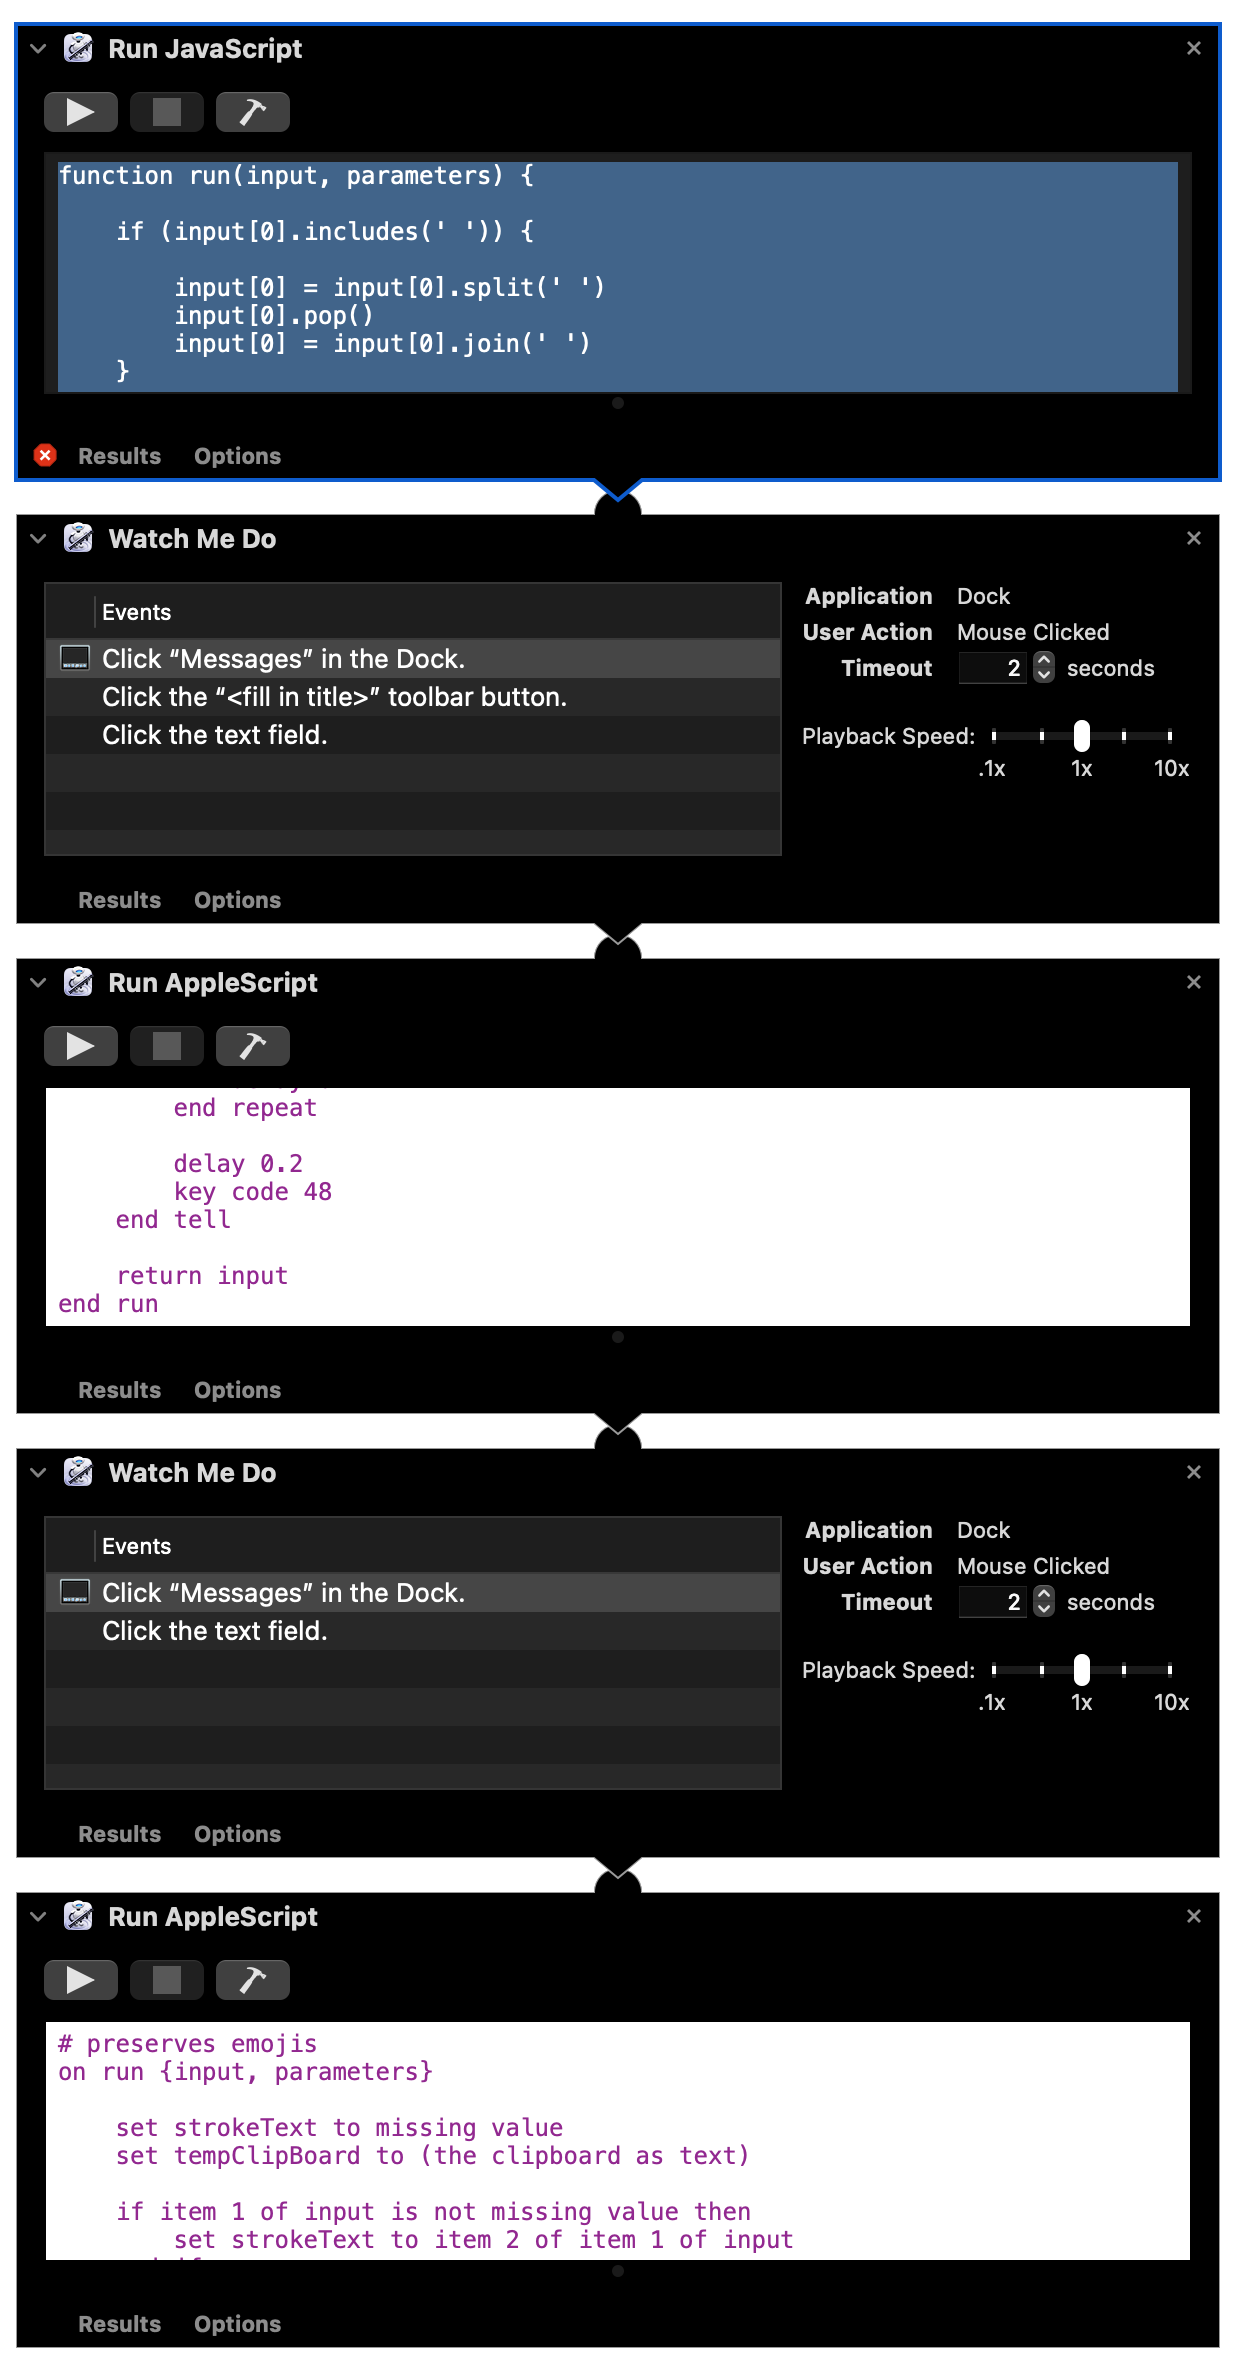 Run JavaScript
function run(input, parameters) {
if (input[0].includes(' ')) {
input[0] = input[0].split(' ')
input[0].pop()
input[0] = input[0].join(' ')
}
Results Options
Watch Me Do
Events
Click “Messages” in the Dock.
Click the “<fill in title>” toolbar button.
Click the text field.
Application Dock
User Action Mouse Clicked
Timeout 2 seconds
Playback Speed:
.1x 1x 10x
Results Options
Run AppleScript
end repeat
delay 0.2
key code 48
end tell
return input
end run
Results Options
Watch Me Do
Events
Click “Messages” in the Dock.
Click the text field.
Application Dock
User Action Mouse Clicked
Timeout 2 seconds
Playback Speed:
.1x 1x 10x
Results Options
Run AppleScript
# preserves emojis
on run {input, parameters}
set strokeText to missing value
set tempClipBoard to (the clipboard as text)
if item 1 of input is not missing value then
set strokeText to item 2 of item 1 of input
Results Options